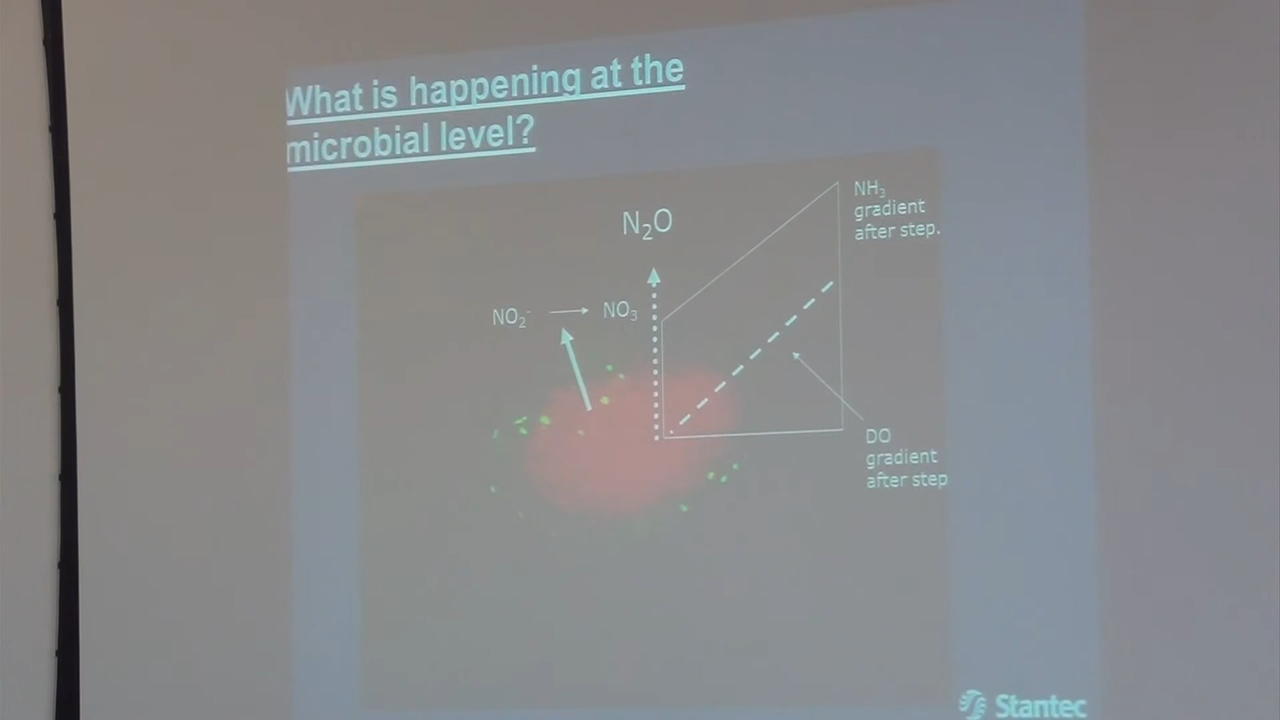 What is happening at the
microbial level?
N₂O
NH₃
gradient
after step.
NO₂⁻ → NO₃
DO
gradient
after step
Stantec